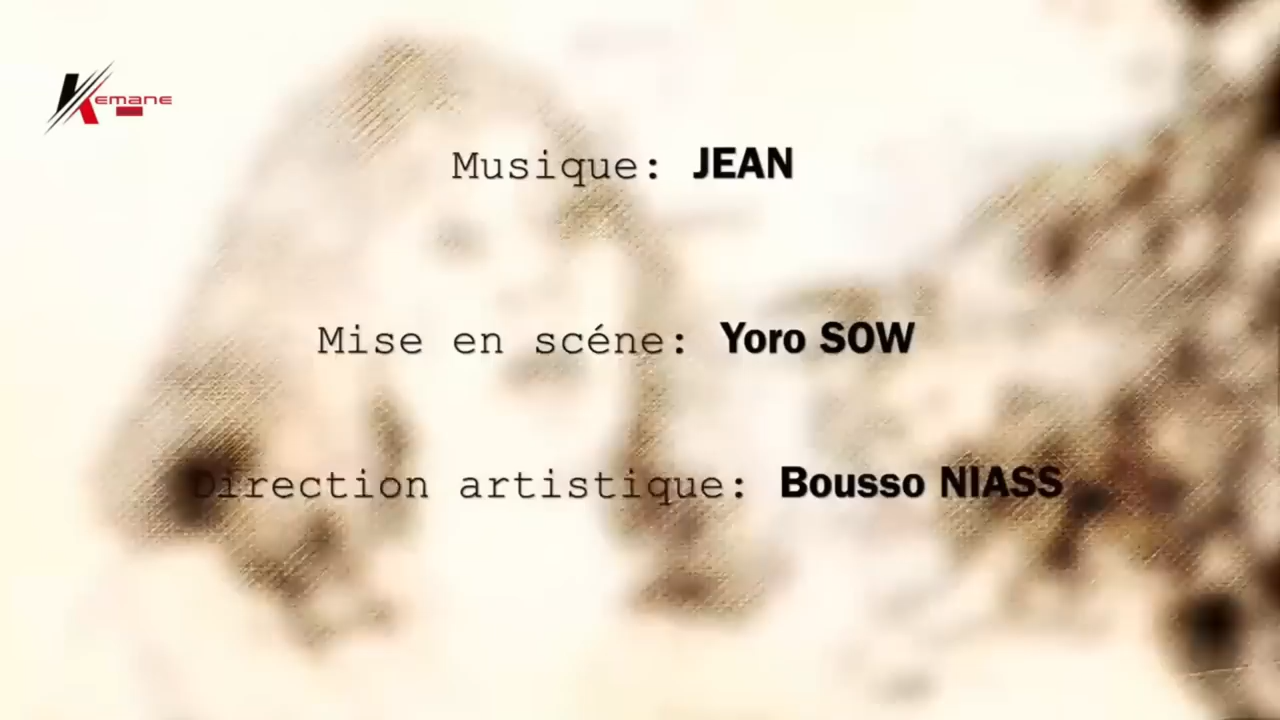 Kemane
Musique: JEAN
Mise en scéne: Yoro SOW
Direction artistique: Bousso NIASS